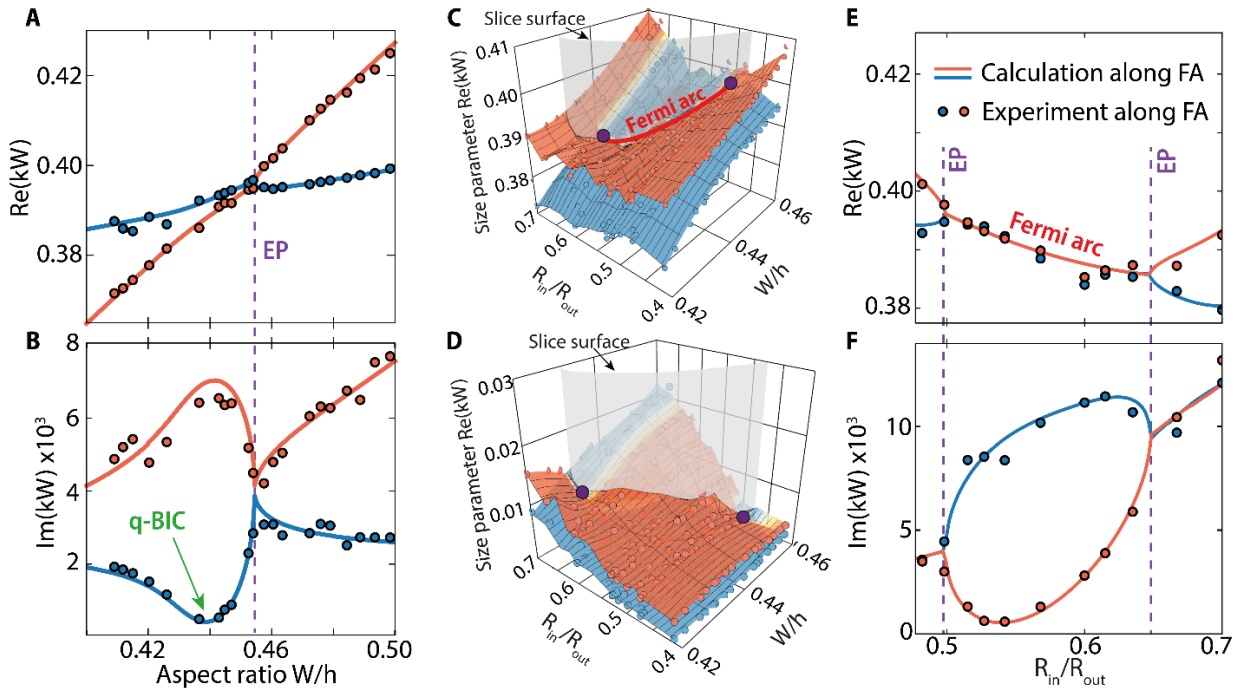 A
Re(kW)
0.42
0.40
0.38
EP
B
Im(kW) x10³
8
6
4
2
q-BIC
0.42
0.44
0.46
0.48
0.50
Aspect ratio W/h
C
Slice surface
Size parameter Re(kW)
0.41
0.40
0.39
0.38
Fermi arc
0.7
0.6
0.5
0.4
R_in/R_out
0.42
0.44
0.46
W/h
D
Slice surface
Size parameter Re(kW)
0.03
0.02
0.01
0.7
0.6
0.5
0.4
R_in/R_out
0.42
0.44
0.46
W/h
E
Calculation along FA
Experiment along FA
Re(kW)
0.42
0.40
0.38
EP
EP
Fermi arc
F
Im(kW) x10³
10
5
0
0.5
0.6
0.7
R_in/R_out